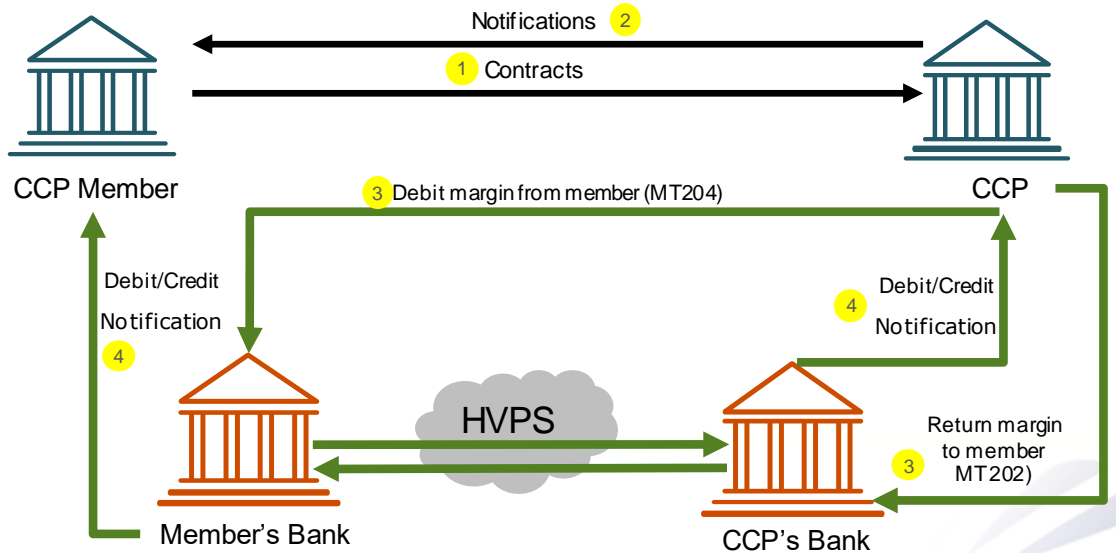 Notifications 2
1 Contracts
CCP Member
CCP
3 Debit margin from member (MT204)
Debit/Credit
Notification
4
Debit/Credit
4 Notification
HVPS
Return margin
to member
3 MT202)
Member's Bank
CCP's Bank